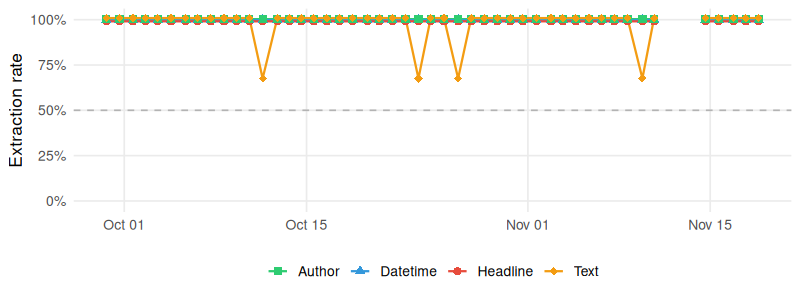 Extraction rate
100%
75%
50%
25%
0%
Oct 01 Oct 15 Nov 01 Nov 15
Author Datetime Headline Text